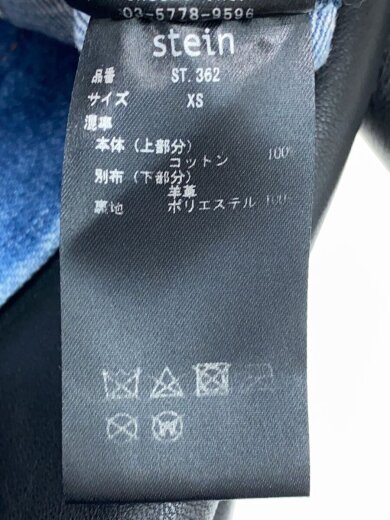 03-5778-9596
stein
品番 ST.362
サイズ XS
混率
本体（上部分）
コットン 100
別布（下部分）
羊革
裏地 ポリエステル 100